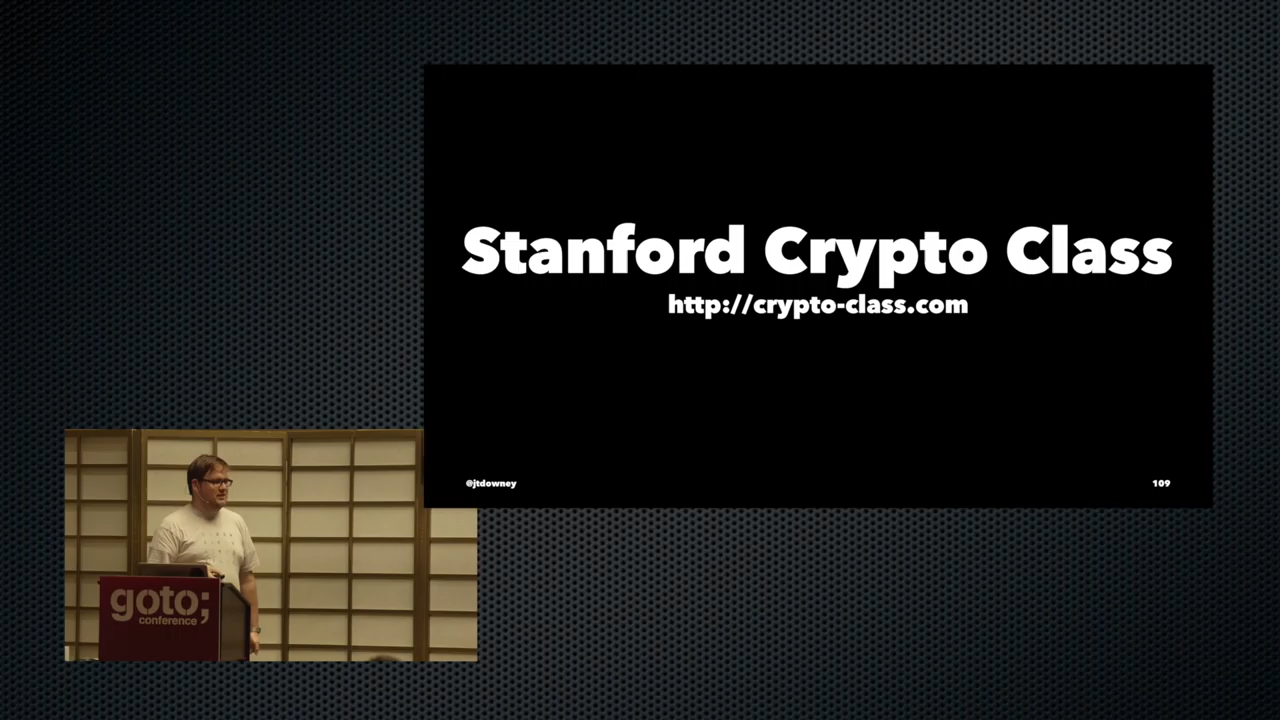 Stanford Crypto Class
http://crypto-class.com
@jtdowney
109
goto;
conference